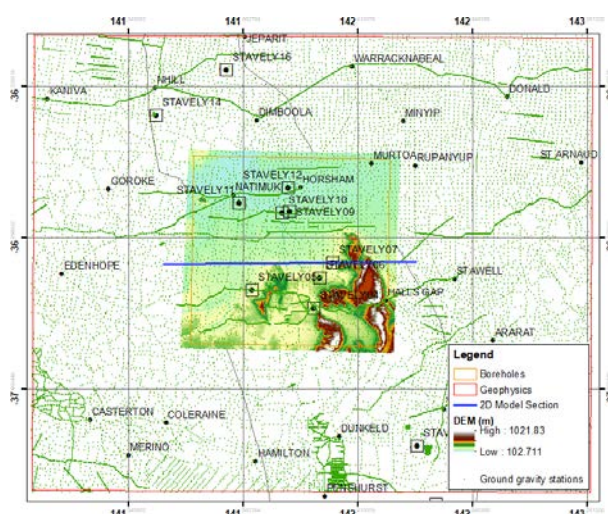 141
141
142
142
143
JEPARIT
STAVELY16
WARRACKNABEAL
36
NHILL
KANIVA
DONALD
STAVELY14
DIMBOOLA
MINYIP
MURTOA
RUPANYUP
ST.ARNAUD
STAVELY12
GOROKE
STAVELY11
NATIMUK
HORSHAM
STAVELY10
STAVELY09
36
STAVELY07
EDENHOPE
STAVELY05
STAWELL
HALLS GAP
ARARAT
37
CASTERTON
COLERAINE
DUNKELD
MERINO
HAMILTON
PENSHURST
Legend
Boreholes
Geophysics
2D Model Section
DEM (m)
High : 1021.83
Low : 102.711
Ground gravity stations
36
36
37
141
141
142
142
143